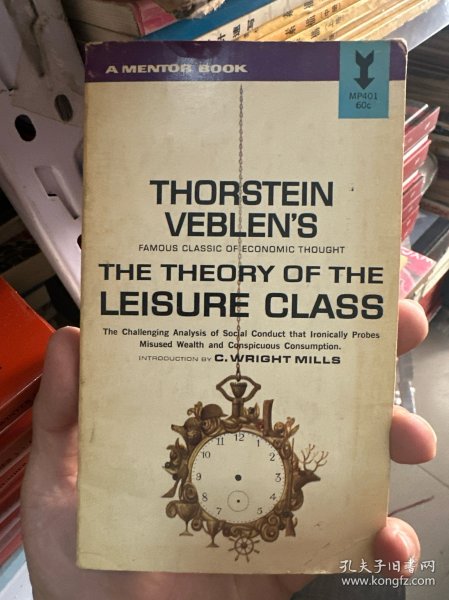 A MENTOR BOOK
MP401
60c
THORSTEIN
VEBLEN'S
FAMOUS CLASSIC OF ECONOMIC THOUGHT
THE THEORY OF THE
LEISURE CLASS
The Challenging Analysis of Social Conduct that Ironically Probes
Misused Wealth and Conspicuous Consumption.
INTRODUCTION BY C. WRIGHT MILLS
12
1
2
3
4
5
6
7
8
9
10
11
孔夫子旧书网
www.kongfz.com